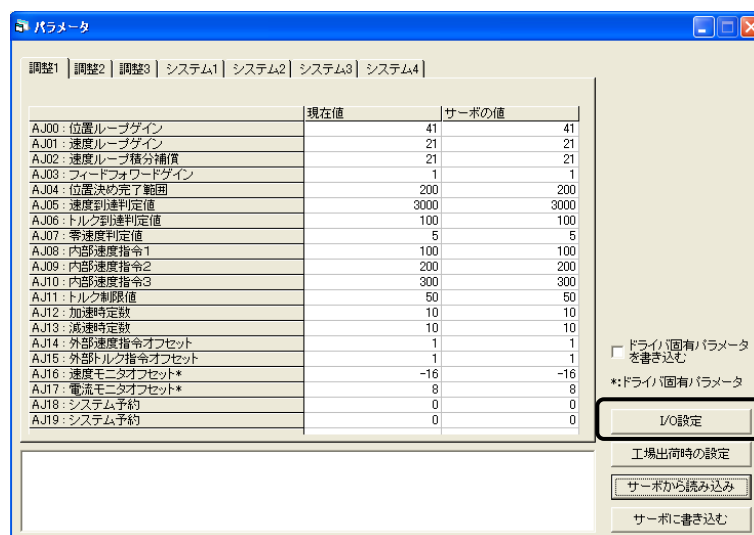 パラメータ
調整1 調整2 調整3 システム1 システム2 システム3 システム4
現在値 サーボの値
AJ00:位置ループゲイン 41 41
AJ01:速度ループゲイン 21 21
AJ02:速度ループ積分補償 21 21
AJ03:フィードフォワードゲイン 1 1
AJ04:位置決め完了範囲 200 200
AJ05:速度到達判定値 3000 3000
AJ06:トルク到達判定値 100 100
AJ07:零速度判定値 5 5
AJ08:内部速度指令1 100 100
AJ09:内部速度指令2 200 200
AJ10:内部速度指令3 300 300
AJ11:トルク制限値 50 50
AJ12:加速時定数 10 10
AJ13:減速時定数 10 10
AJ14:外部速度指令オフセット 1 1
AJ15:外部トルク指令オフセット 1 1
AJ16:速度モニタオフセット* -16 -16
AJ17:電流モニタオフセット* 8 8
AJ18:システム予約 0 0
AJ19:システム予約 0 0
ドライバ固有パラメータ
を書き込む
*:ドライバ固有パラメータ
I/O設定
工場出荷時の設定
サーボから読み込み
サーボに書き込む